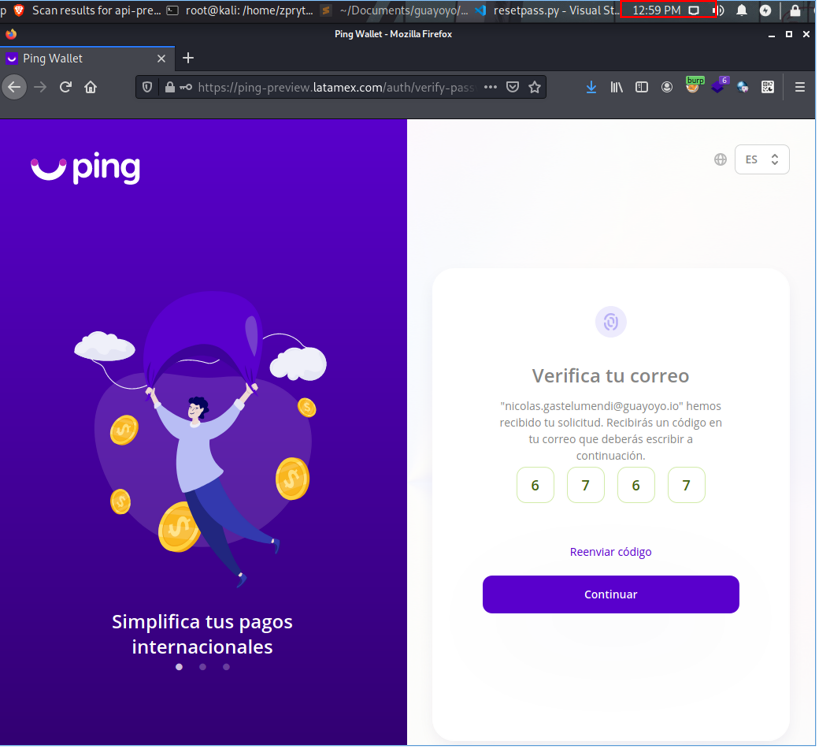 p Scan results for api-pre... root@kali: /home/zpryt... ~/Documents/guayoyo/... resetpass.py - Visual St... 12:59 PM
Ping Wallet - Mozilla Firefox
Ping Wallet
https://ping-preview.latamex.com/auth/verify-pass
burp
6
ping
ES
Verifica tu correo
"nicolas.gastelumendi@guayoyo.io" hemos
recibido tu solicitud. Recibirás un código en
tu correo que deberás escribir a
continuación.
6 7 6 7
Reenviar código
Continuar
Simplifica tus pagos
internacionales